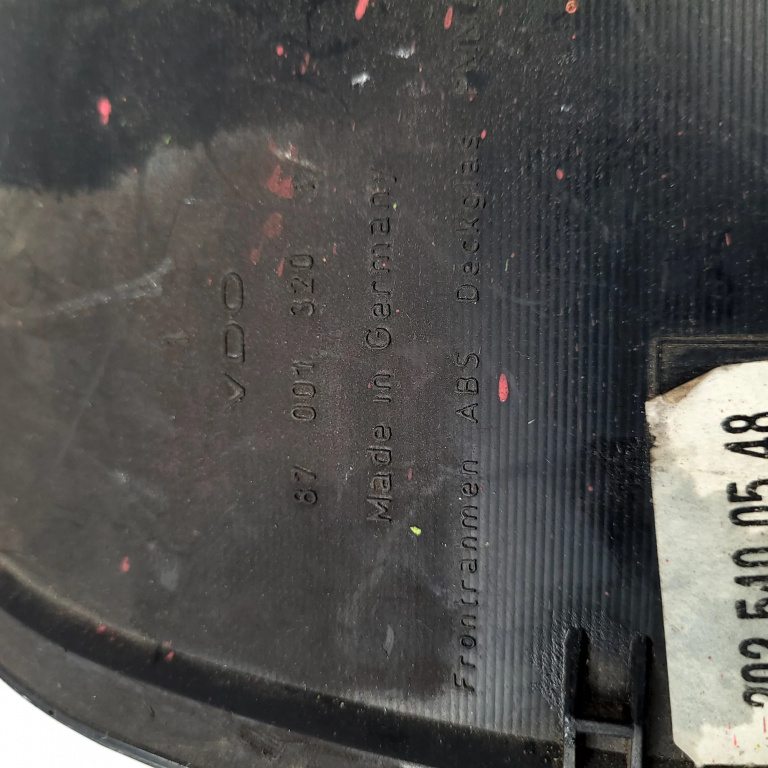 VDO
87 001 320
Made in Germany
Frontrahmen ABS Deckglas
202 540 05 48